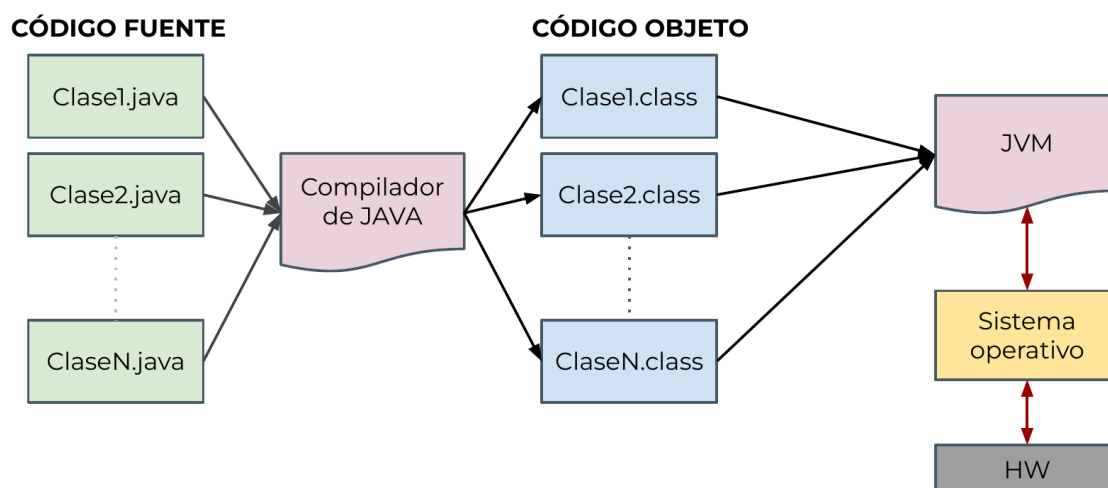 CÓDIGO FUENTE
CÓDIGO OBJETO
Clase1.java
Clase2.java
ClaseN.java
Compilador
de JAVA
Clase1.class
Clase2.class
ClaseN.class
JVM
Sistema
operativo
HW